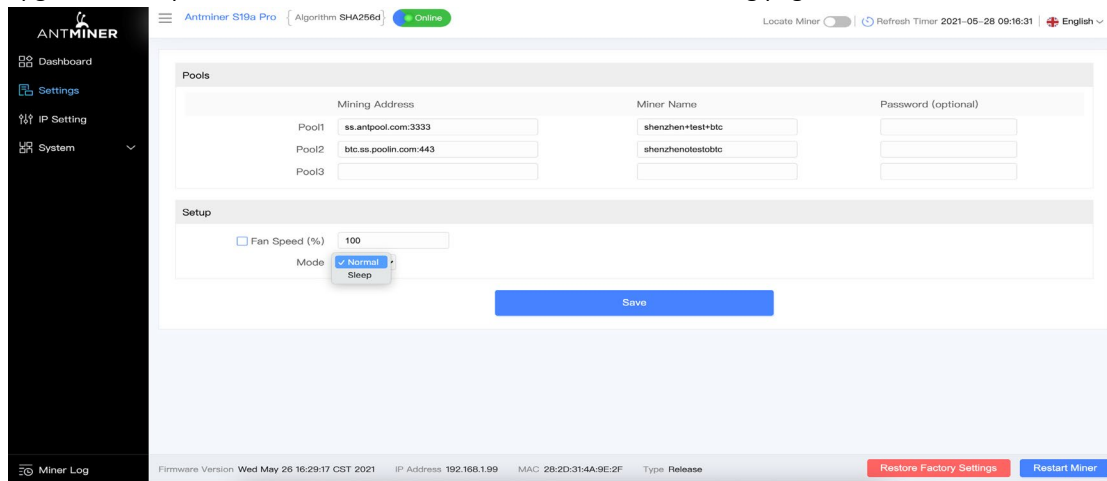 ANTMINER
Antminer S19a Pro { Algorithm SHA256d } Online Locate Miner Refresh Timer 2021-05-28 09:16:31 English
Dashboard
Settings
IP Setting
System
Pools
Mining Address Miner Name Password (optional)
Pool1 ss.antpool.com:3333 shenzhen+test+btc
Pool2 btc.ss.poolin.com:443 shenzhenotestobtc
Pool3
Setup
Fan Speed (%) 100
Mode Normal
Sleep
Save
Miner Log
Firmware Version Wed May 26 16:29:17 CST 2021 IP Address 192.168.1.99 MAC 28:2D:31:4A:9E:2F Type Release Restore Factory Settings Restart Miner